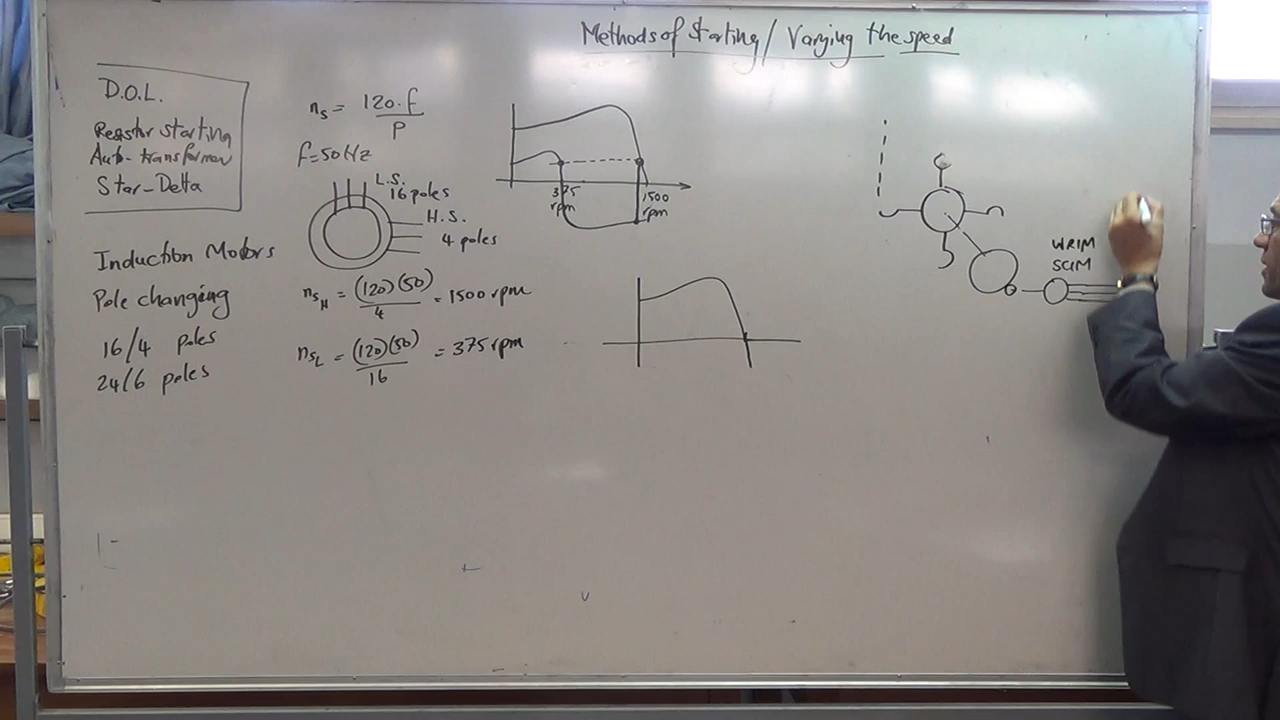 Methods of Starting / Varying the speed
D.O.L.
Resistor starting
Auto-transformer
Star-Delta
Induction Motors
Pole changing
16/4 poles
24/6 poles
ns = 120.f / P
f=50Hz
L.S.
16 poles
H.S.
4 poles
nsH = (120)(50) / 4 = 1500 rpm
nsL = (120)(50) / 16 = 375 rpm
375 rpm
1500 rpm
WRIM
SCIM